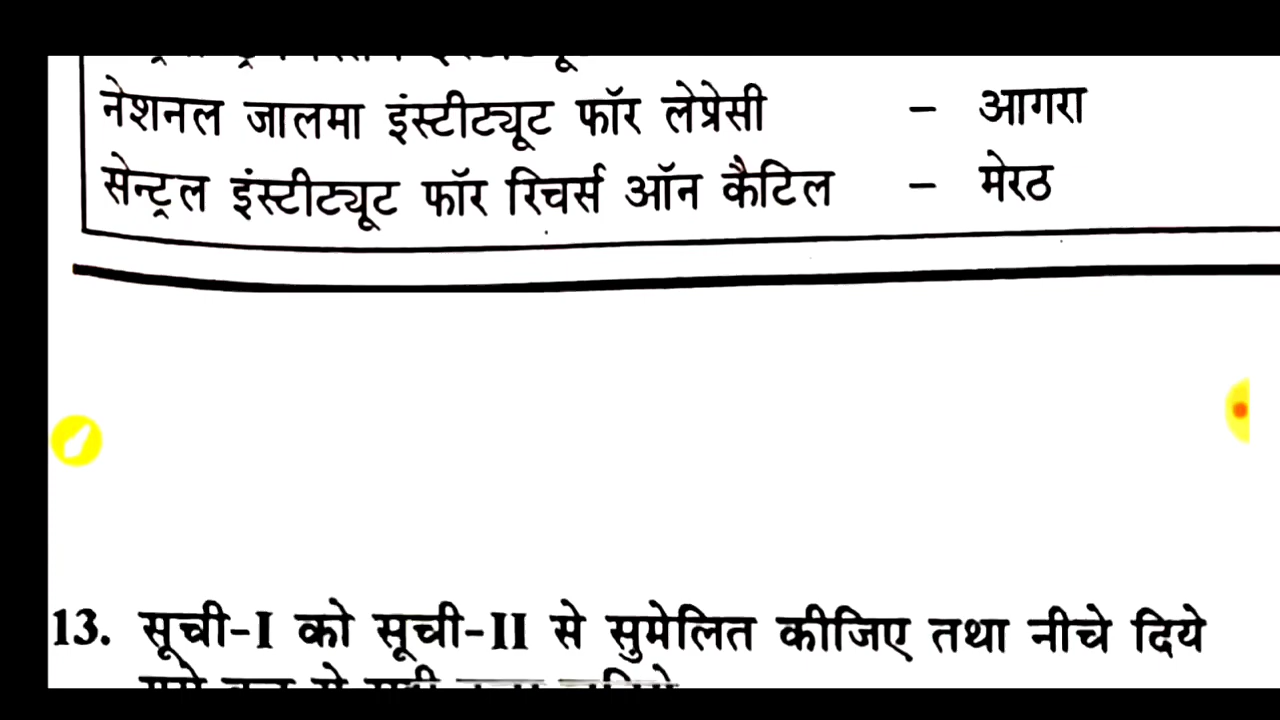 नेशनल जालमा इंस्टीट्यूट फॉर लेप्रेसी – आगरा
सेन्ट्रल इंस्टीट्यूट फॉर रिचर्स ऑन कैटिल – मेरठ
13. सूची-I को सूची-II से सुमेलित कीजिए तथा नीचे दिये